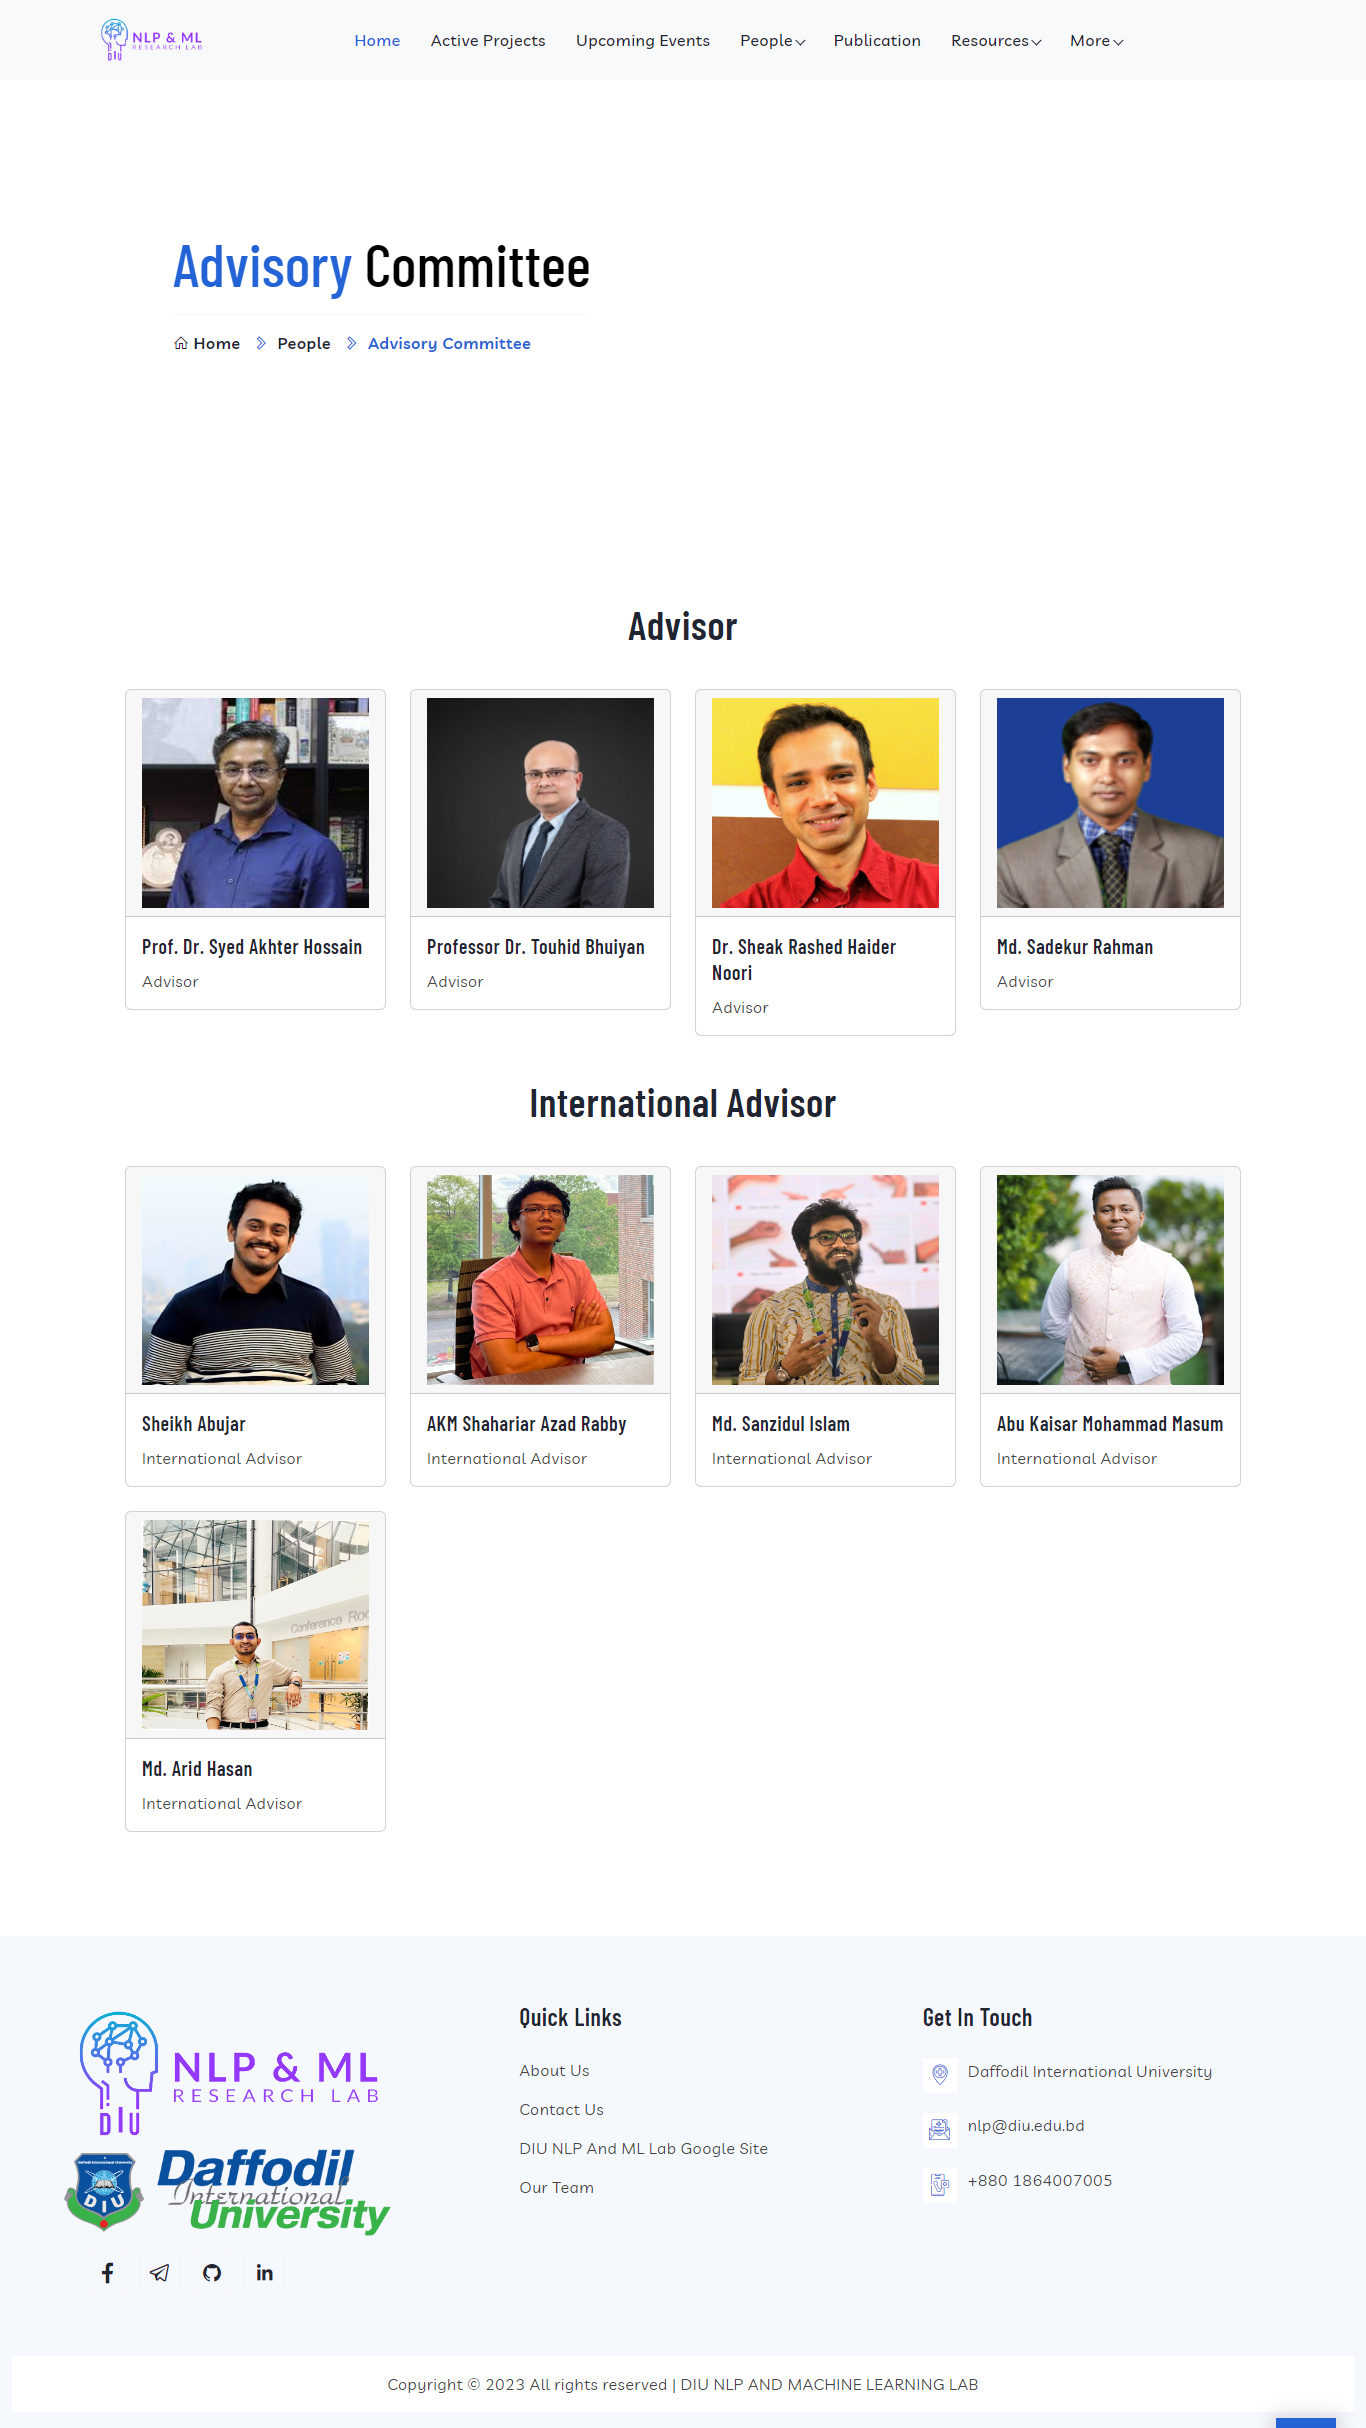 NLP & ML
RESEARCH LAB
DIU
Home
Active Projects
Upcoming Events
People
Publication
Resources
More
Advisory Committee
Home
People
Advisory Committee
Advisor
Prof. Dr. Syed Akhter Hossain
Advisor
Professor Dr. Touhid Bhuiyan
Advisor
Dr. Sheak Rashed Haider
Noori
Advisor
Md. Sadekur Rahman
Advisor
International Advisor
Sheikh Abujar
International Advisor
AKM Shahariar Azad Rabby
International Advisor
Md. Sanzidul Islam
International Advisor
Abu Kaisar Mohammad Masum
International Advisor
Conference Roo
Md. Arid Hasan
International Advisor
NLP & ML
RESEARCH LAB
DIU
Daffodil International University
DIU
Daffodil
International
University
Quick Links
About Us
Contact Us
DIU NLP And ML Lab Google Site
Our Team
Get In Touch
Daffodil International University
nlp@diu.edu.bd
+880 1864007005
Copyright © 2023 All rights reserved | DIU NLP AND MACHINE LEARNING LAB